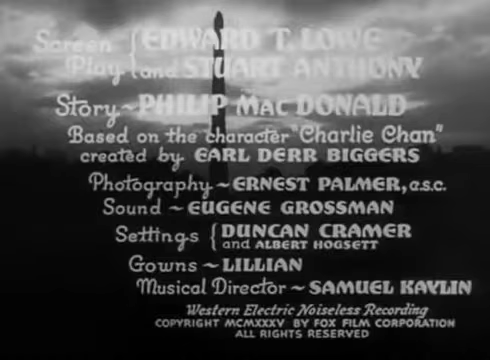 Screen { EDWARD T. LOWE
Play { and STUART ANTHONY
Story ~ PHILIP MAC DONALD
Based on the character "Charlie Chan"
created by EARL DERR BIGGERS
Photography ~ ERNEST PALMER, a.s.c.
Sound ~ EUGENE GROSSMAN
Settings { DUNCAN CRAMER
and ALBERT HOGSETT
Gowns ~ LILLIAN
Musical Director ~ SAMUEL KAYLIN
Western Electric Noiseless Recording
COPYRIGHT MCMXXXV BY FOX FILM CORPORATION
ALL RIGHTS RESERVED